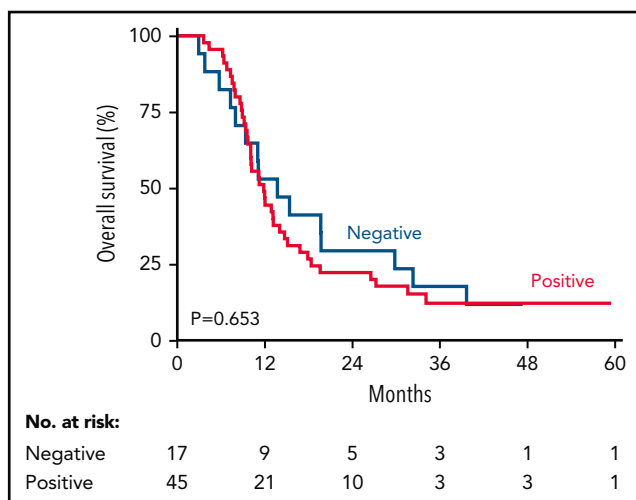 Overall survival (%)
100
75
50
25
0
Negative
Positive
P=0.653
0 12 24 36 48 60
Months
No. at risk:
Negative 17 9 5 3 1 1
Positive 45 21 10 3 3 1